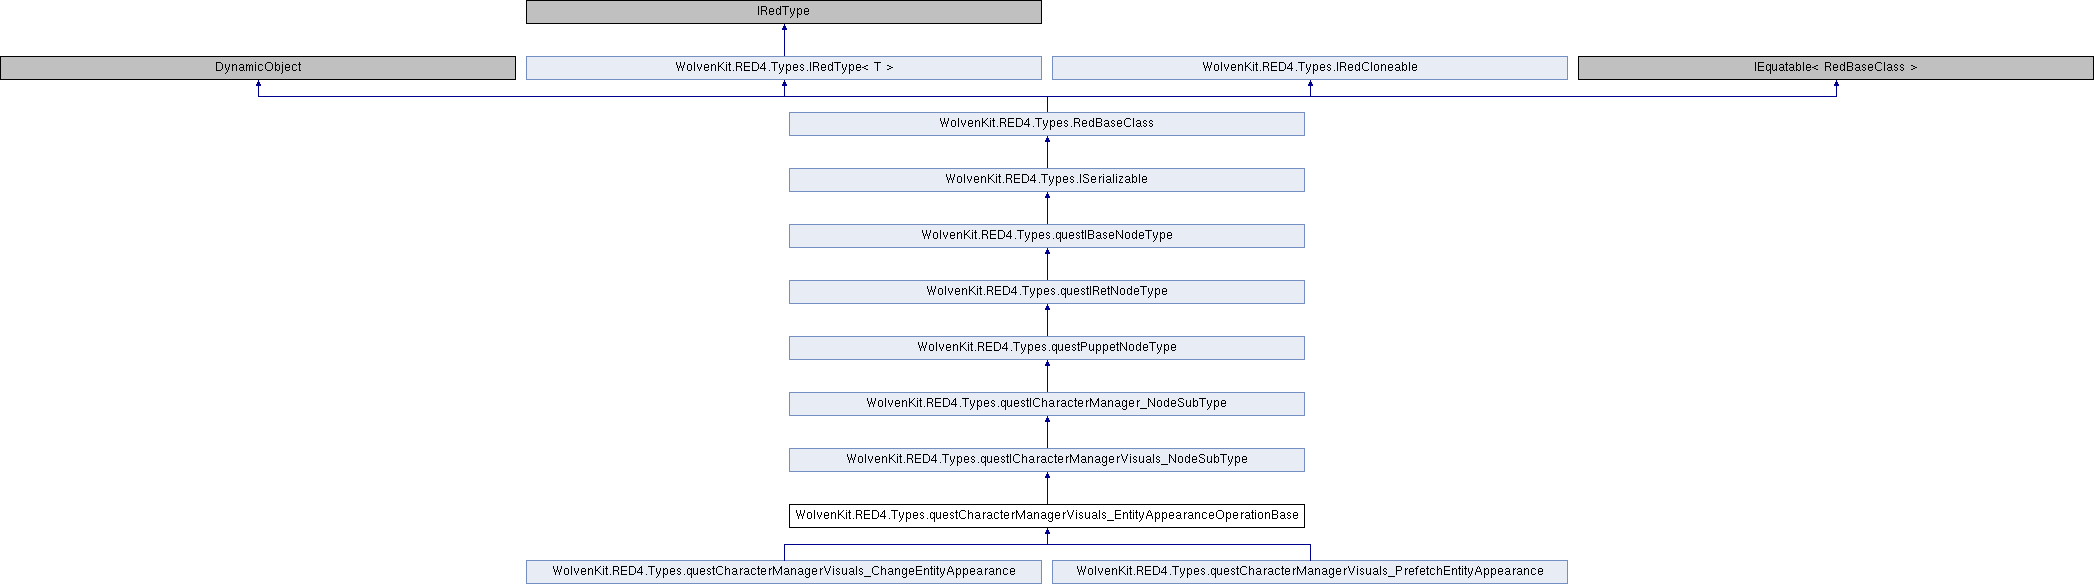 IRedType
DynamicObject
WolvenKit.RED4.Types.IRedType< T >
WolvenKit.RED4.Types.IRedCloneable
IEquatable< RedBaseClass >
WolvenKit.RED4.Types.RedBaseClass
WolvenKit.RED4.Types.ISerializable
WolvenKit.RED4.Types.questIBaseNodeType
WolvenKit.RED4.Types.questIRetNodeType
WolvenKit.RED4.Types.questPuppetNodeType
WolvenKit.RED4.Types.questICharacterManager_NodeSubType
WolvenKit.RED4.Types.questICharacterManagerVisuals_NodeSubType
WolvenKit.RED4.Types.questCharacterManagerVisuals_EntityAppearanceOperationBase
WolvenKit.RED4.Types.questCharacterManagerVisuals_ChangeEntityAppearance
WolvenKit.RED4.Types.questCharacterManagerVisuals_PrefetchEntityAppearance